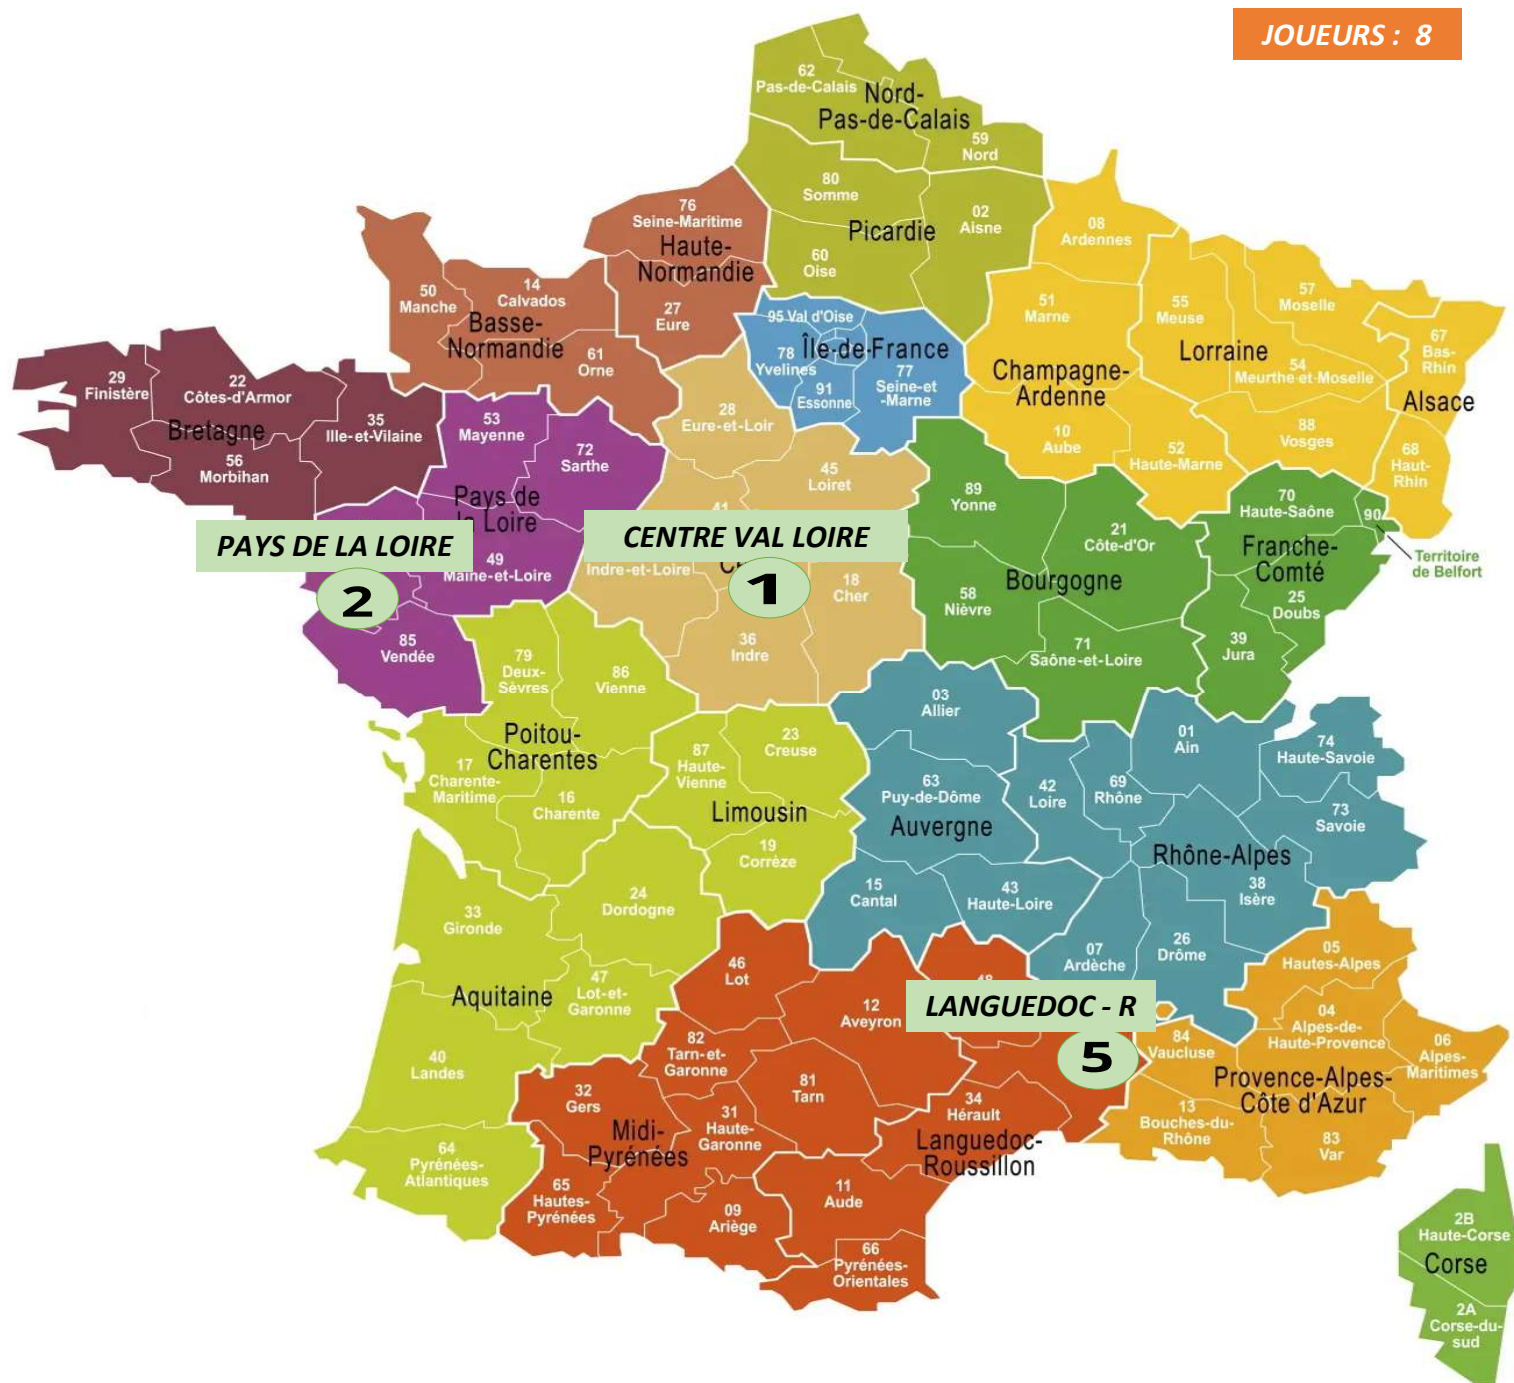 JOUEURS : 8
62
Pas-de-Calais
Nord-
Pas-de-Calais
59
Nord
80
Somme
02
Aisne
Picardie
60
Oise
76
Seine-Maritime
Haute-
Normandie
27
Eure
50
Manche
14
Calvados
Basse-
Normandie
61
Orne
08
Ardennes
51
Marne
Champagne-
Ardenne
10
Aube
52
Haute-Marne
55
Meuse
57
Moselle
Lorraine
54
Meurthe-et-Moselle
88
Vosges
67
Bas-
Rhin
Alsace
68
Haut-
Rhin
95 Val d'Oise
Île-de-France
78
Yvelines
91
Essonne
77
Seine-et
-Marne
29
Finistère
22
Côtes-d'Armor
Bretagne
35
Ille-et-Vilaine
56
Morbihan
53
Mayenne
72
Sarthe
Pays de
la Loire
PAYS DE LA LOIRE
2
49
Maine-et-Loire
85
Vendée
28
Eure-et-Loir
45
Loiret
41
CENTRE VAL LOIRE
1
Indre-et-Loire
18
Cher
36
Indre
89
Yonne
21
Côte-d'Or
Bourgogne
58
Nièvre
71
Saône-et-Loire
70
Haute-Saône
90
Territoire
de Belfort
Franche-
Comté
25
Doubs
39
Jura
79
Deux-
Sèvres
86
Vienne
Poitou-
Charentes
17
Charente-
Maritime
16
Charente
87
Haute-
Vienne
23
Creuse
Limousin
19
Corrèze
03
Allier
63
Puy-de-Dôme
Auvergne
15
Cantal
43
Haute-Loire
42
Loire
69
Rhône
01
Ain
74
Haute-Savoie
73
Savoie
Rhône-Alpes
38
Isère
07
Ardèche
26
Drôme
33
Gironde
24
Dordogne
47
Lot-et-
Garonne
Aquitaine
40
Landes
64
Pyrénées-
Atlantiques
46
Lot
12
Aveyron
82
Tarn-et-
Garonne
81
Tarn
32
Gers
31
Haute-
Garonne
Midi-
Pyrénées
65
Hautes-
Pyrénées
09
Ariège
48
LANGUEDOC - R
5
34
Hérault
Languedoc-
Roussillon
11
Aude
66
Pyrénées-
Orientales
05
Hautes-Alpes
04
Alpes-de-
Haute-Provence
06
Alpes-
Maritimes
84
Vaucluse
Provence-Alpes-
Côte d'Azur
13
Bouches-du-
Rhône
83
Var
2B
Haute-Corse
Corse
2A
Corse-du-
sud